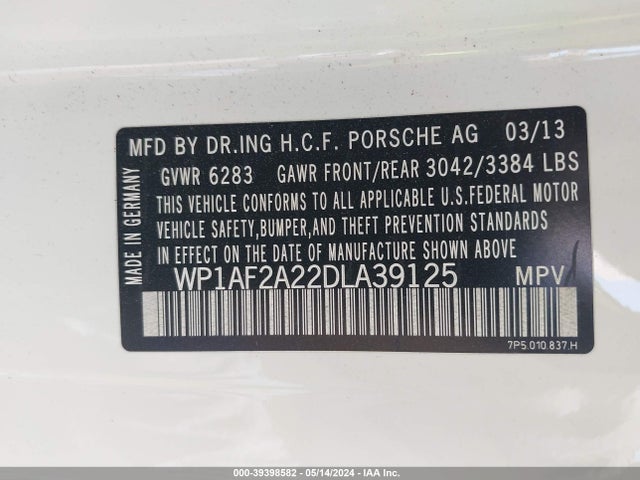 MFD BY DR.ING H.C.F. PORSCHE AG 03/13
GVWR 6283 GAWR FRONT/REAR 3042/3384 LBS
THIS VEHICLE CONFORMS TO ALL APPLICABLE U.S.FEDERAL MOTOR
VEHICLE SAFETY,BUMPER,AND THEFT PREVENTION STANDARDS
IN EFFECT ON THE DATE OF MANUFACTURE SHOWN ABOVE.
WP1AF2A22DLA39125 MPV
MADE IN GERMANY
7P5.010.837.H
000-39398582 - 05/14/2024 - IAA Inc.